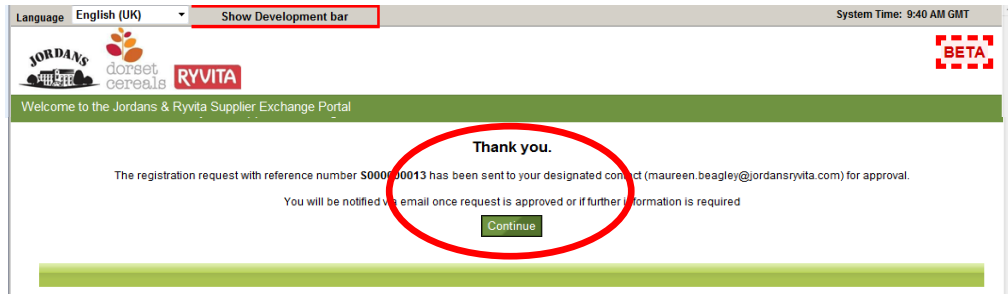 Language English (UK) Show Development bar System Time: 9:40 AM GMT
JORDANS
dorset
cereals
RYVITA
BETA
Welcome to the Jordans & Ryvita Supplier Exchange Portal
Thank you.
The registration request with reference number S000000013 has been sent to your designated contact (maureen.beagley@jordansryvita.com) for approval.
You will be notified via email once request is approved or if further information is required
Continue